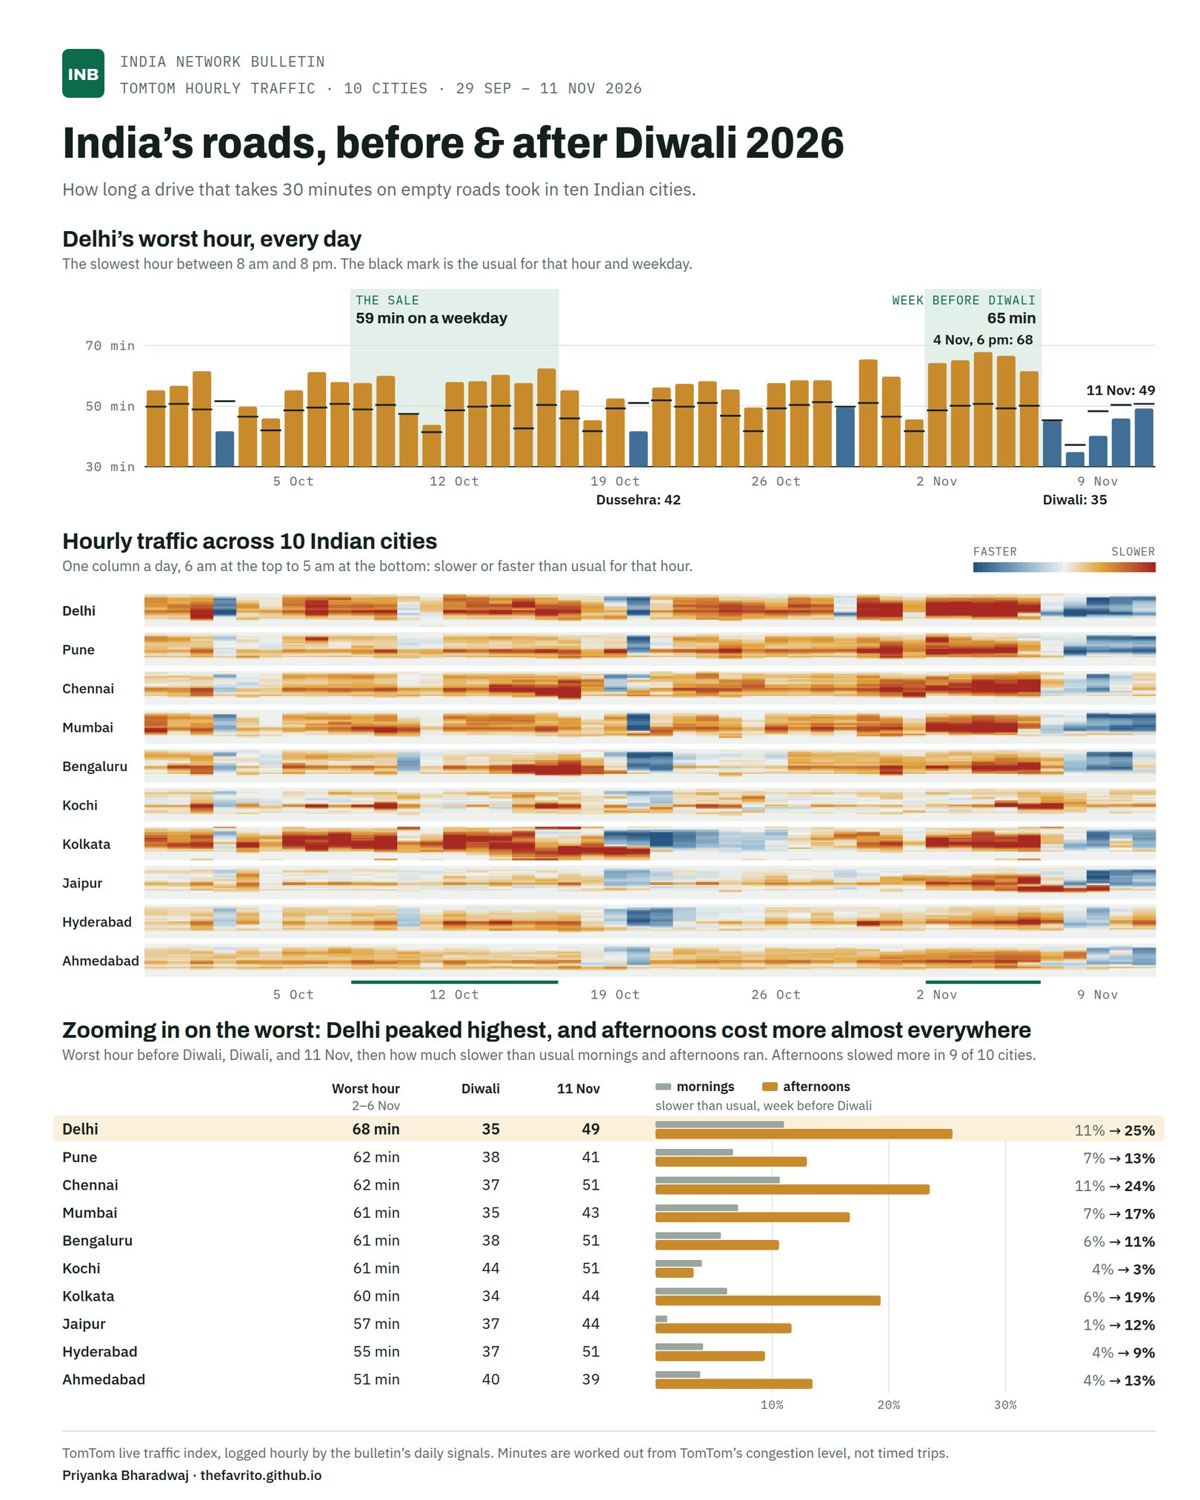 INB
INDIA NETWORK BULLETIN
TOMTOM HOURLY TRAFFIC · 10 CITIES · 29 SEP – 11 NOV 2026
India’s roads, before & after Diwali 2026
How long a drive that takes 30 minutes on empty roads took in ten Indian cities.
Delhi’s worst hour, every day
The slowest hour between 8 am and 8 pm. The black mark is the usual for that hour and weekday.
THE SALE
59 min on a weekday
WEEK BEFORE DIWALI
65 min
4 Nov, 6 pm: 68
70 min
11 Nov: 49
50 min
30 min
5 Oct 12 Oct 19 Oct 26 Oct 2 Nov 9 Nov
Dussehra: 42 Diwali: 35
Hourly traffic across 10 Indian cities
One column a day, 6 am at the top to 5 am at the bottom: slower or faster than usual for that hour.
FASTER SLOWER
Delhi
Pune
Chennai
Mumbai
Bengaluru
Kochi
Kolkata
Jaipur
Hyderabad
Ahmedabad
5 Oct 12 Oct 19 Oct 26 Oct 2 Nov 9 Nov
Zooming in on the worst: Delhi peaked highest, and afternoons cost more almost everywhere
Worst hour before Diwali, Diwali, and 11 Nov, then how much slower than usual mornings and afternoons ran. Afternoons slowed more in 9 of 10 cities.
Worst hour Diwali 11 Nov mornings afternoons
2–6 Nov slower than usual, week before Diwali
Delhi 68 min 35 49 11% → 25%
Pune 62 min 38 41 7% → 13%
Chennai 62 min 37 51 11% → 24%
Mumbai 61 min 35 43 7% → 17%
Bengaluru 61 min 38 51 6% → 11%
Kochi 61 min 44 51 4% → 3%
Kolkata 60 min 34 44 6% → 19%
Jaipur 57 min 37 44 1% → 12%
Hyderabad 55 min 37 51 4% → 9%
Ahmedabad 51 min 40 39 4% → 13%
10% 20% 30%
TomTom live traffic index, logged hourly by the bulletin’s daily signals. Minutes are worked out from TomTom’s congestion level, not timed trips.
Priyanka Bharadwaj · thefavrito.github.io